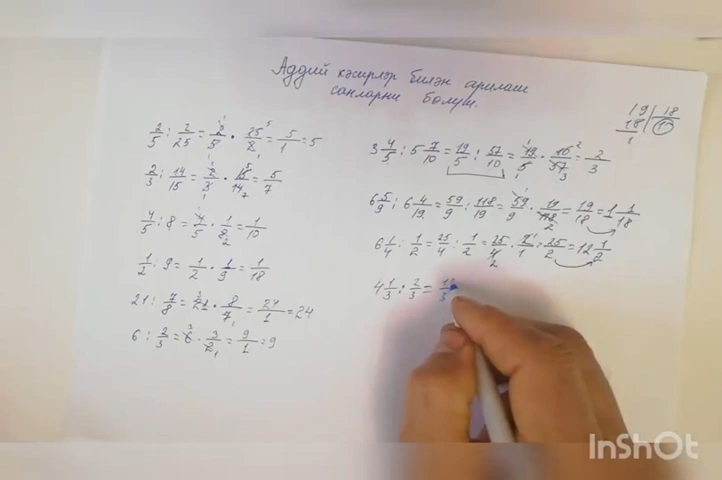 Аддий кәсирләр билән арилаш
санларни бөлүш.
2/5 : 2/25 = 2/5 · 25/2 = 5/1 = 5
2/3 : 14/15 = 2/3 · 15/14 = 5/7
4/5 : 8 = 4/5 · 1/8 = 1/10
1/2 : 9 = 1/2 · 1/9 = 1/18
21 : 7/8 = 21 · 8/7 = 24/1 = 24
6 : 2/3 = 6 · 3/2 = 9/1 = 9
19 | 18
18 | 1
1
3 4/5 : 5 7/10 = 19/5 : 57/10 = 19/5 · 10/57 = 2/3
6 5/9 : 6 4/19 = 59/9 : 118/19 = 59/9 · 19/118 = 19/18 = 1 1/18
6 1/4 : 1/2 = 25/4 : 1/2 = 25/4 · 2/1 = 25/2 = 12 1/2
4 1/3 : 2/3 =
InShOt